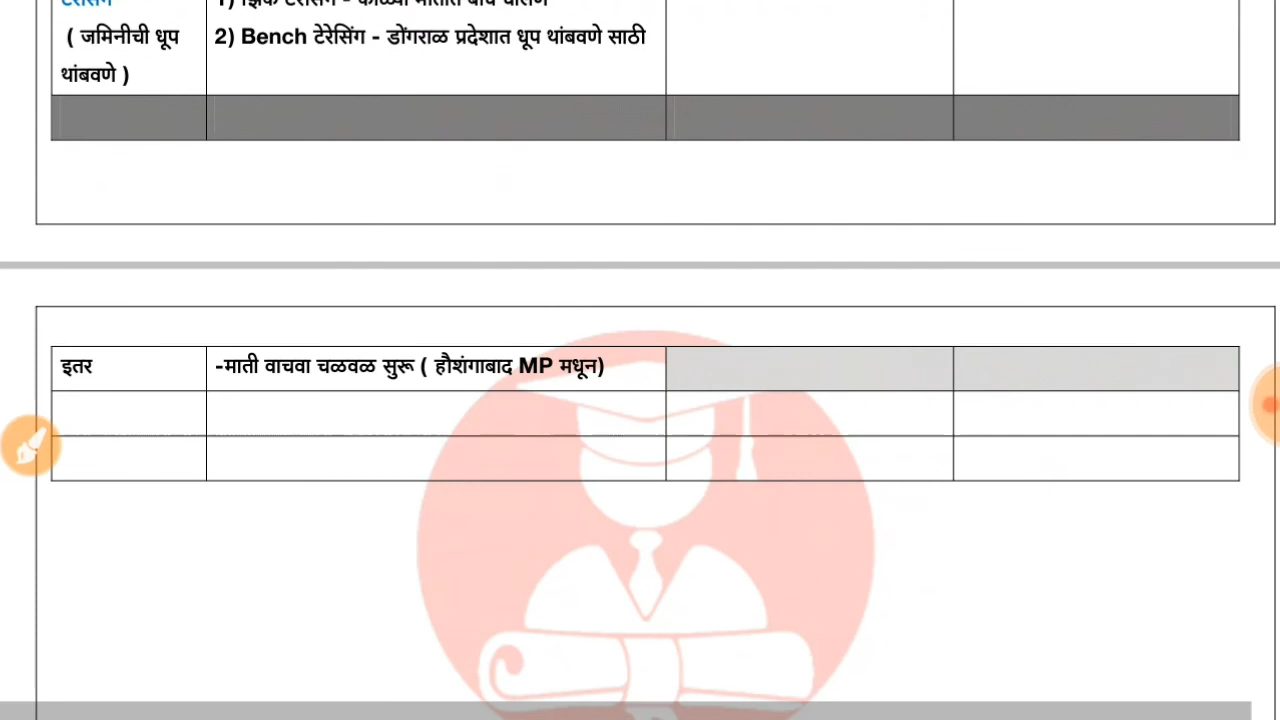 टेरेसिंग
( जमिनीची धूप
थांबवणे )
2) Bench टेरेसिंग - डोंगराळ प्रदेशात धूप थांबवणे साठी
इतर
-माती वाचवा चळवळ सुरू ( हौशंगाबाद MP मधून)